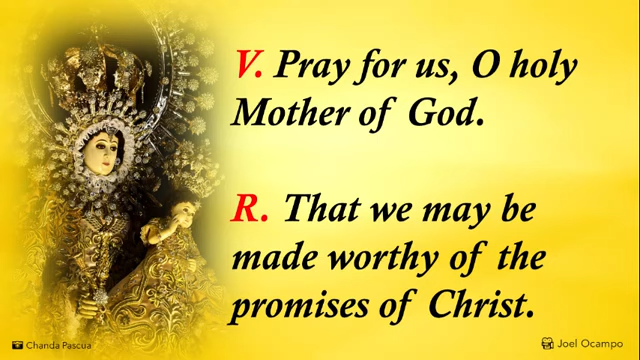 V. Pray for us, O holy
Mother of God.
R. That we may be
made worthy of the
promises of Christ.
Chanda Pascua
Joel Ocampo